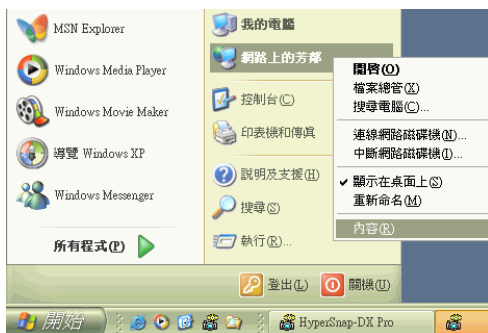 MSN Explorer
Windows Media Player
Windows Movie Maker
導覽 Windows XP
Windows Messenger
所有程式(P)
我的電腦
網路上的芳鄰
控制台(C)
印表機和傳真
說明及支援(H)
搜尋(S)
執行(R)...
開啓(O)
檔案總管(X)
搜尋電腦(C)...
連線網路磁碟機(N)...
中斷網路磁碟機(I)...
顯示在桌面上(S)
重新命名(M)
內容(R)
登出(L)
關機(U)
開始
HyperSnap-DX Pro